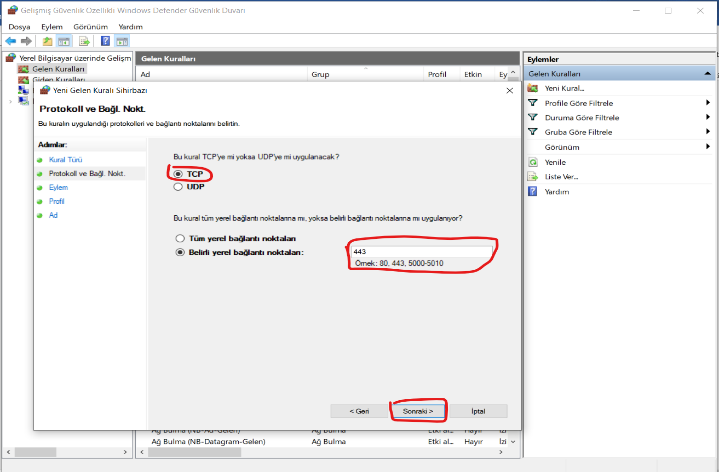 Gelişmiş Güvenlik Özellikli Windows Defender Güvenlik Duvarı
Dosya Eylem Görünüm Yardım
Yerel Bilgisayar üzerinde Gelişm
Gelen Kuralları
Giden Kuralları
Gelen Kuralları
Ad Grup Profil Etkin Ey
Eylemler
Gelen Kuralları
Yeni Kural...
Profile Göre Filtrele
Duruma Göre Filtrele
Gruba Göre Filtrele
Görünüm
Yenile
Liste Ver...
Yardım
Yeni Gelen Kuralı Sihirbazı
Protokoll ve Bağl. Nokt.
Bu kuralın uygulandığı protokolleri ve bağlantı noktalarını belirtin.
Adımlar:
Kural Türü
Protokoll ve Bağl. Nokt.
Eylem
Profil
Ad
Bu kural TCP'ye mi yoksa UDP'ye mi uygulanacak?
TCP
UDP
Bu kural tüm yerel bağlantı noktalarına mı, yoksa belirli bağlantı noktalarına mı uygulanıyor?
Tüm yerel bağlantı noktaları
Belirli yerel bağlantı noktaları:
443
Örnek: 80, 443, 5000-5010
< Geri Sonraki > İptal
Ağ Bulma (NB-Ad-Gelen) Ağ Bulma Etki al... Hayır İzi
Ağ Bulma (NB-Datagram-Gelen) Ağ Bulma Etki al... Hayır İzi